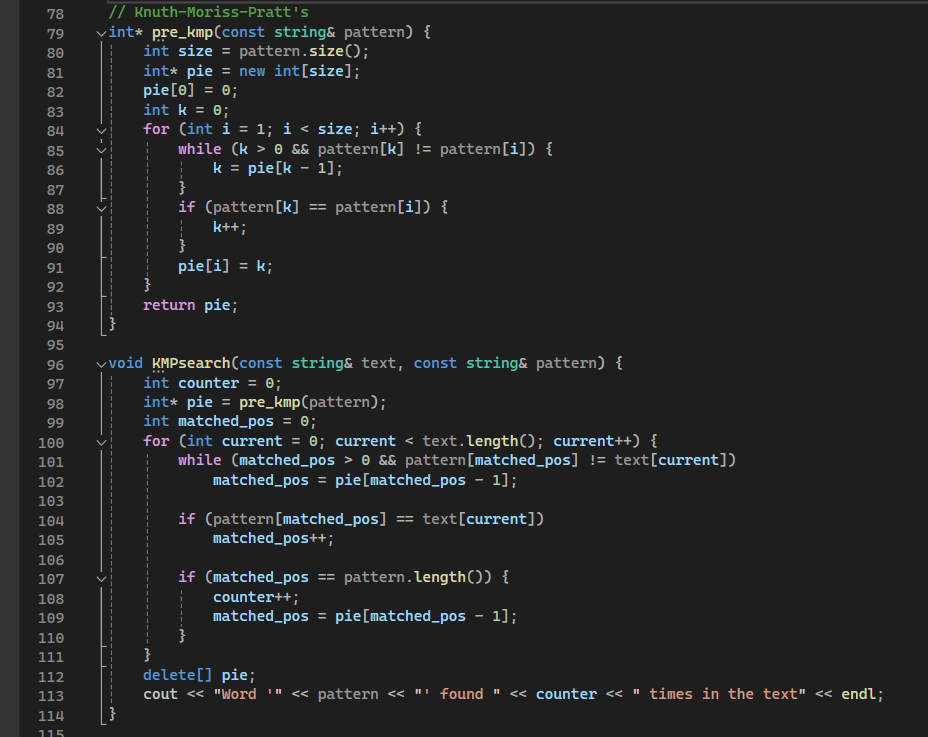 78 // Knuth-Moriss-Pratt's
79 int* pre_kmp(const string& pattern) {
80 int size = pattern.size();
81 int* pie = new int[size];
82 pie[0] = 0;
83 int k = 0;
84 for (int i = 1; i < size; i++) {
85 while (k > 0 && pattern[k] != pattern[i]) {
86 k = pie[k - 1];
87 }
88 if (pattern[k] == pattern[i]) {
89 k++;
90 }
91 pie[i] = k;
92 }
93 return pie;
94 }
95
96 void KMPsearch(const string& text, const string& pattern) {
97 int counter = 0;
98 int* pie = pre_kmp(pattern);
99 int matched_pos = 0;
100 for (int current = 0; current < text.length(); current++) {
101 while (matched_pos > 0 && pattern[matched_pos] != text[current])
102 matched_pos = pie[matched_pos - 1];
103
104 if (pattern[matched_pos] == text[current])
105 matched_pos++;
106
107 if (matched_pos == pattern.length()) {
108 counter++;
109 matched_pos = pie[matched_pos - 1];
110 }
111 }
112 delete[] pie;
113 cout << "Word '" << pattern << "' found " << counter << " times in the text" << endl;
114 }
115